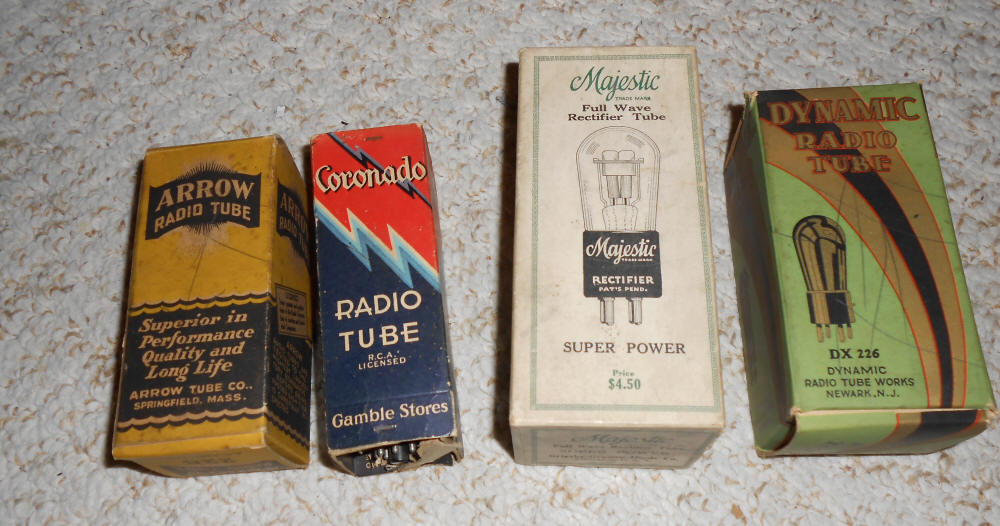 ARROW
RADIO TUBE
Superior in
Performance
Quality and
Long Life
ARROW TUBE CO.,
SPRINGFIELD, MASS.
ARROW
RADIO TUBE
Coronado
RADIO
TUBE
R.C.A.
LICENSED
Gamble Stores
Majestic
TRADE MARK
Full Wave
Rectifier Tube
Majestic
TRADE MARK
RECTIFIER
PAT'S. PEND.
SUPER POWER
Price
$4.50
Majestic
DYNAMIC
RADIO
TUBE
DX 226
DYNAMIC
RADIO TUBE WORKS
NEWARK, N.J.